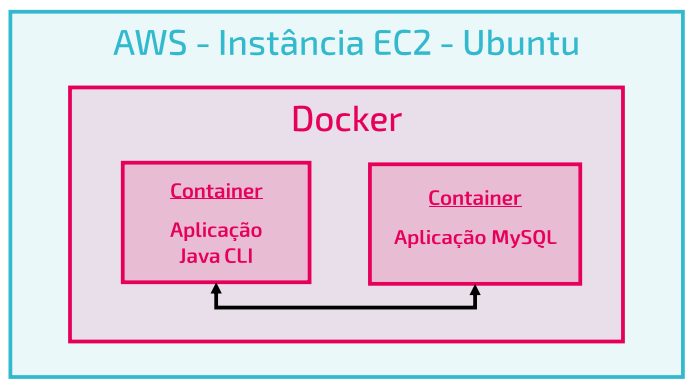 AWS - Instância EC2 - Ubuntu
Docker
Container
Aplicação
Java CLI
Container
Aplicação MySQL